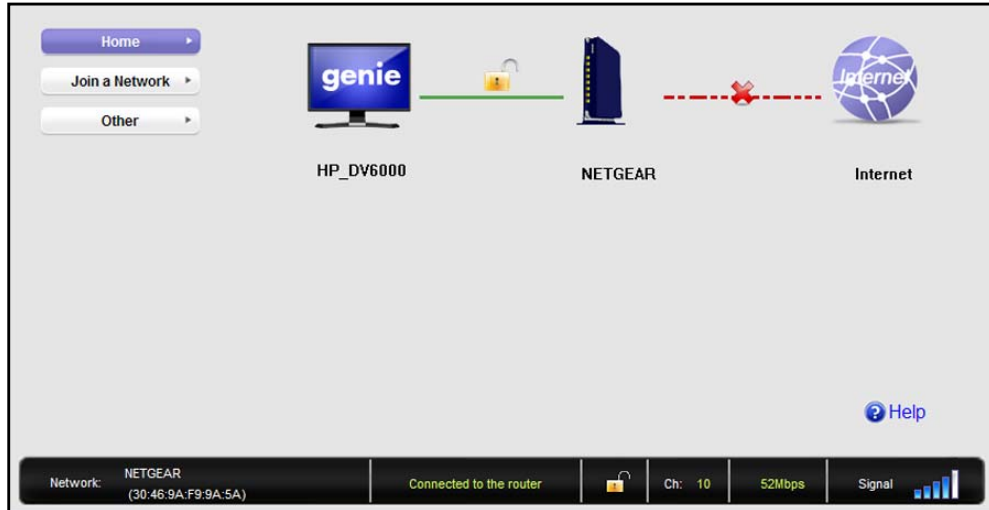 Home
Join a Network
Other
genie
Internet
HP_DV6000
NETGEAR
Internet
Help
Network:
NETGEAR
(30:46:9A:F9:9A:5A)
Connected to the router
Ch: 10
52Mbps
Signal